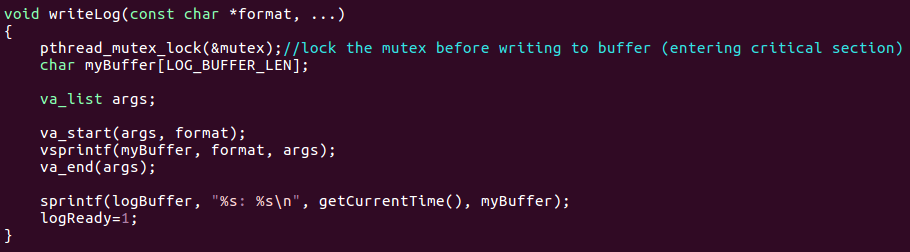 void writeLog(const char *format, ...)
{
    pthread_mutex_lock(&mutex);//lock the mutex before writing to buffer (entering critical section)
    char myBuffer[LOG_BUFFER_LEN];

    va_list args;

    va_start(args, format);
    vsprintf(myBuffer, format, args);
    va_end(args);

    sprintf(logBuffer, "%s: %s\n", getCurrentTime(), myBuffer);
    logReady=1;
}